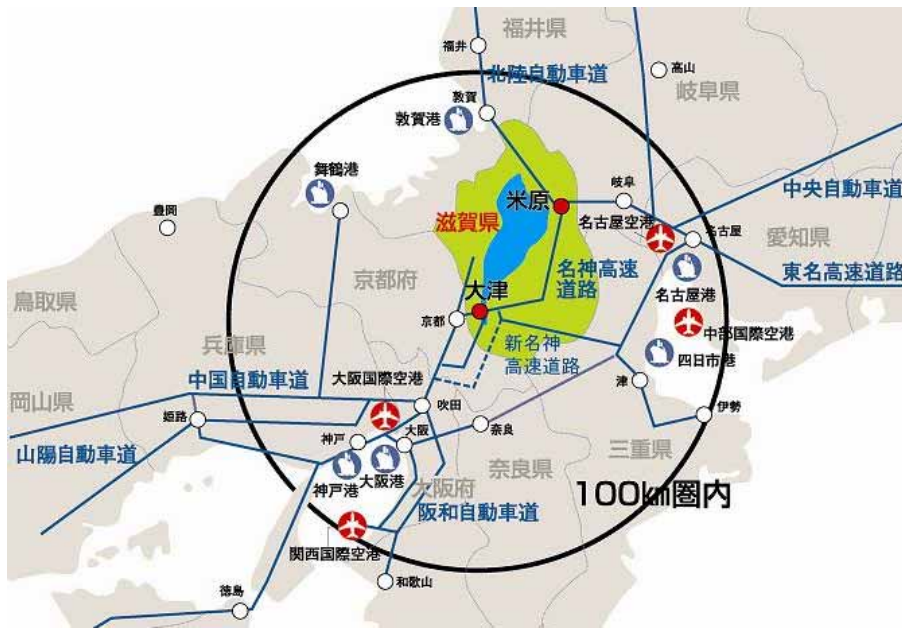 福井県
福井
北陸自動車道
高山
岐阜県
敦賀
敦賀港
舞鶴港
中央自動車道
米原
岐阜
豊岡
滋賀県
名古屋空港
名古屋
愛知県
京都府
名神高速
道路
東名高速道路
鳥取県
大津
名古屋港
京都
中部国際空港
新名神
高速道路
四日市港
兵庫県
中国自動車道
大阪国際空港
津
岡山県
吹田
伊勢
姫路
神戸
大阪
奈良
三重県
山陽自動車道
神戸港
大阪港
大阪府
奈良県
100km圏内
阪和自動車道
関西国際空港
和歌山
徳島